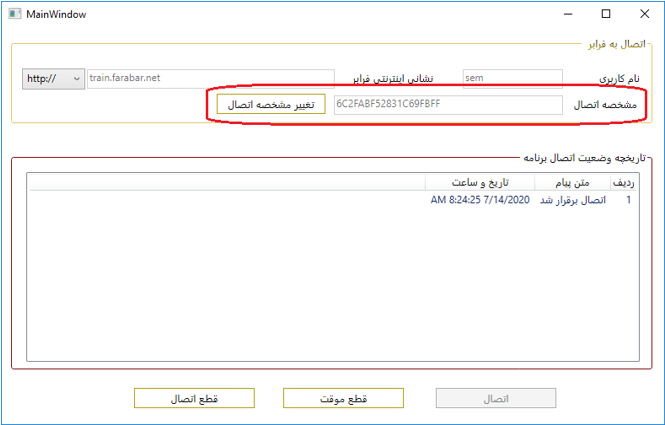 MainWindow
اتصال به فرابر
نام کاربری sem نشانی اینترنتی فرابر train.farabar.net http://
مشخصه اتصال 6C2FABF52831C69FBFF تغییر مشخصه اتصال
تاریخچه وضعیت اتصال برنامه
ردیف متن پیام تاریخ و ساعت
1 اتصال برقرار شد 7/14/2020 8:24:25 AM
اتصال قطع موقت قطع اتصال